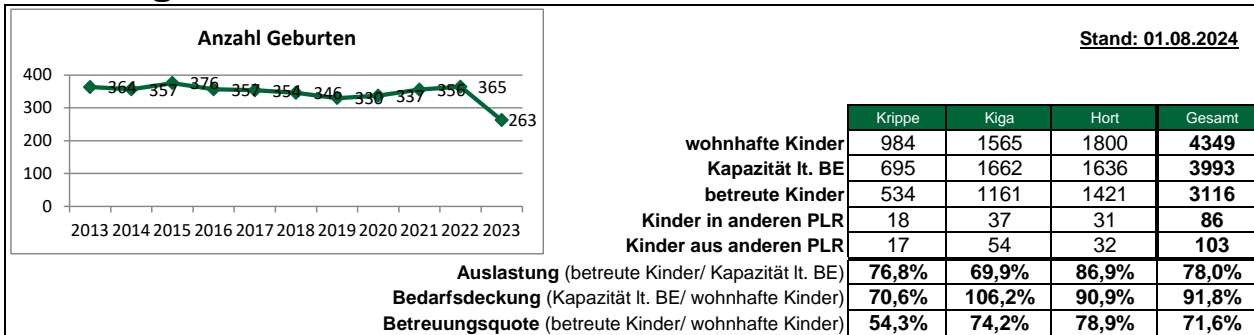 Anzahl Geburten
Stand: 01.08.2024
400
300
200
100
0
364 357 376 357 354 346 330 337 356 365 263
2013 2014 2015 2016 2017 2018 2019 2020 2021 2022 2023
Krippe Kiga Hort Gesamt
wohnhafte Kinder 984 1565 1800 4349
Kapazität lt. BE 695 1662 1636 3993
betreute Kinder 534 1161 1421 3116
Kinder in anderen PLR 18 37 31 86
Kinder aus anderen PLR 17 54 32 103
Auslastung (betreute Kinder/ Kapazität lt. BE) 76,8% 69,9% 86,9% 78,0%
Bedarfsdeckung (Kapazität lt. BE/ wohnhafte Kinder) 70,6% 106,2% 90,9% 91,8%
Betreuungsquote (betreute Kinder/ wohnhafte Kinder) 54,3% 74,2% 78,9% 71,6%